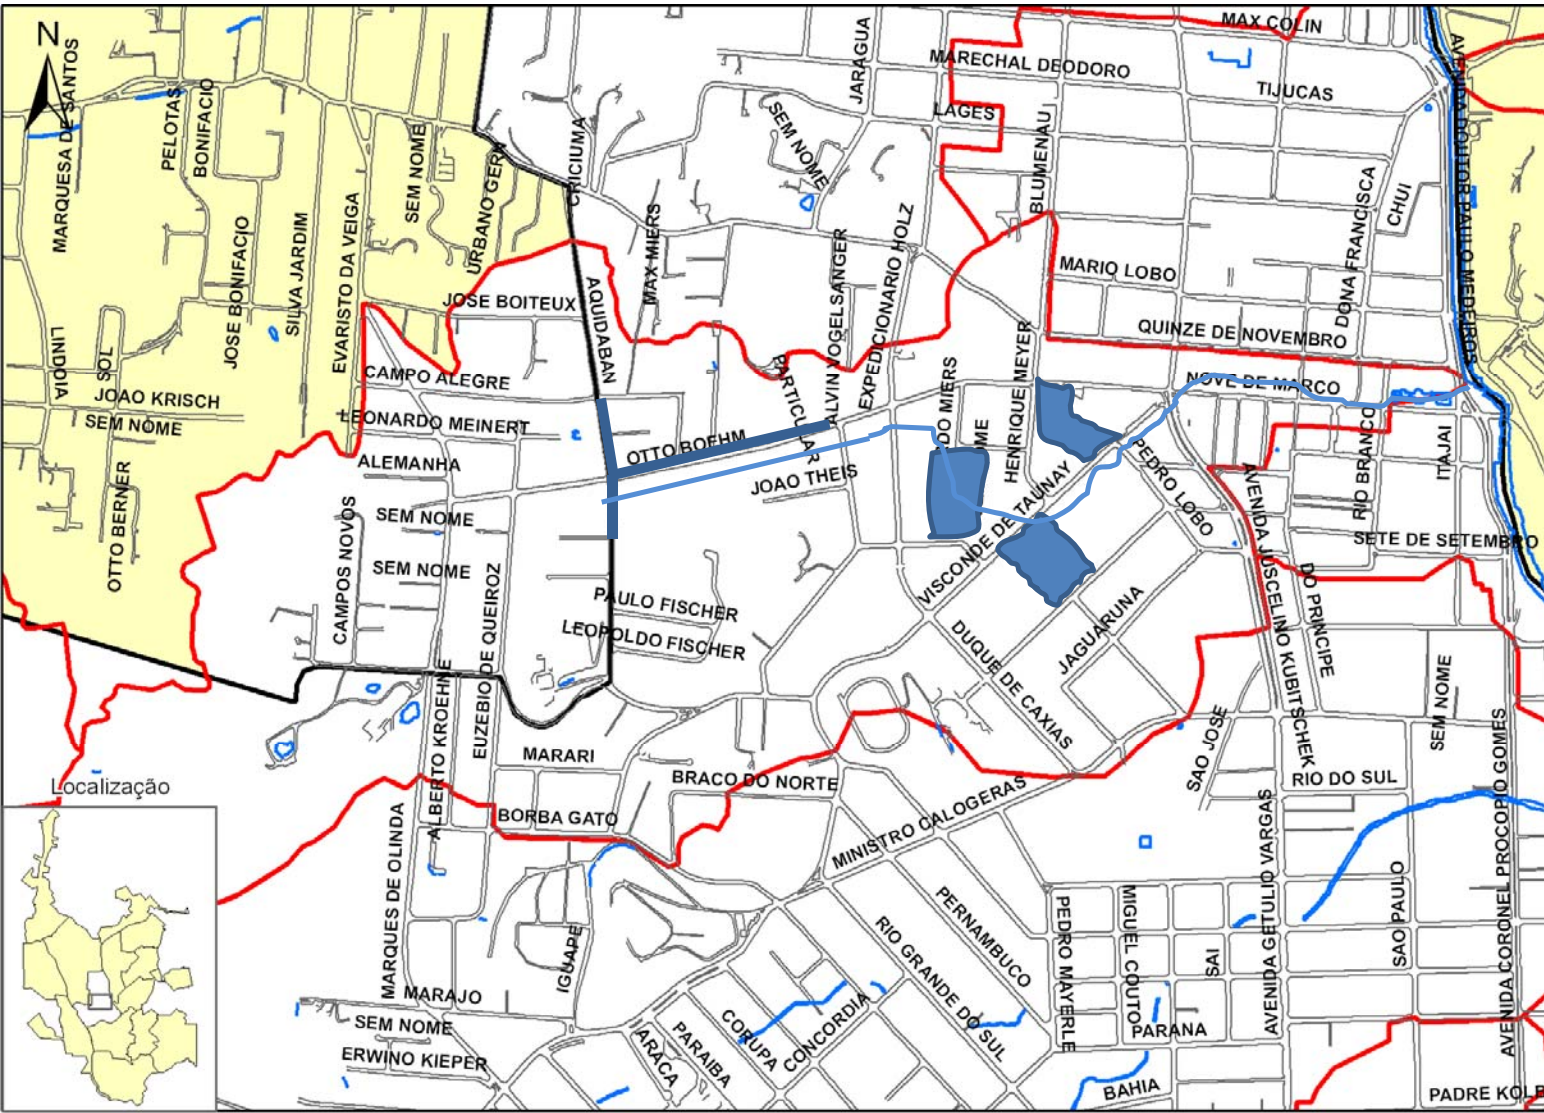 N
MAX COLIN
MARECHAL DEODORO
TIJUCAS
JARAGUA
LAGES
SEM NOME
BLUMENAU
CHUI
DONA FRANCISCA
AVENIDA DOUTOR PAULO MEDEIROS
MARQUESA DE SANTOS
PELOTAS
BONIFACIO
SEM NOME
URBANO GERA
CRICIUMA
MAX MIERS
EVARISTO DA VEIGA
SILVA JARDIM
JOSE BONIFACIO
JOSE BOITEUX
AQUIDABAN
ALVIN VOGELSANGER
EXPEDICIONARIO HOLZ
MARIO LOBO
QUINZE DE NOVEMBRO
LINDOIA
SOL
JOAO KRISCH
SEM NOME
CAMPO ALEGRE
LEONARDO MEINERT
PARTICULAR
DO MIERS
OME
HENRIQUE MEYER
NOVE DE MARCO
ALEMANHA
OTTO BOEHM
JOAO THEIS
PEDRO LOBO
RIO BRANCO
ITAJAI
OTTO BERNER
CAMPOS NOVOS
SEM NOME
SEM NOME
EUZEBIO DE QUEIROZ
PAULO FISCHER
LEOPOLDO FISCHER
VISCONDE DE TAUNAY
AVENIDA JUSCELINO KUBITSCHEK
SETE DE SETEMBRO
DO PRINCIPE
DUQUE DE CAXIAS
JAGUARUNA
SEM NOME
ALBERTO KROEHNE
MARARI
BRACO DO NORTE
SAO JOSE
RIO DO SUL
Localização
BORBA GATO
MINISTRO CALOGERAS
MARQUES DE OLINDA
IGUAPE
PERNAMBUCO
RIO GRANDE DO SUL
PEDRO MAYERLE
MIGUEL COUTO
SAI
AVENIDA GETULIO VARGAS
SAO PAULO
AVENIDA CORONEL PROCOPIO GOMES
MARAJO
SEM NOME
ERWINO KIEPER
ARACA
PARAIBA
CORUPA
CONCORDIA
PARANA
BAHIA
PADRE KOLB